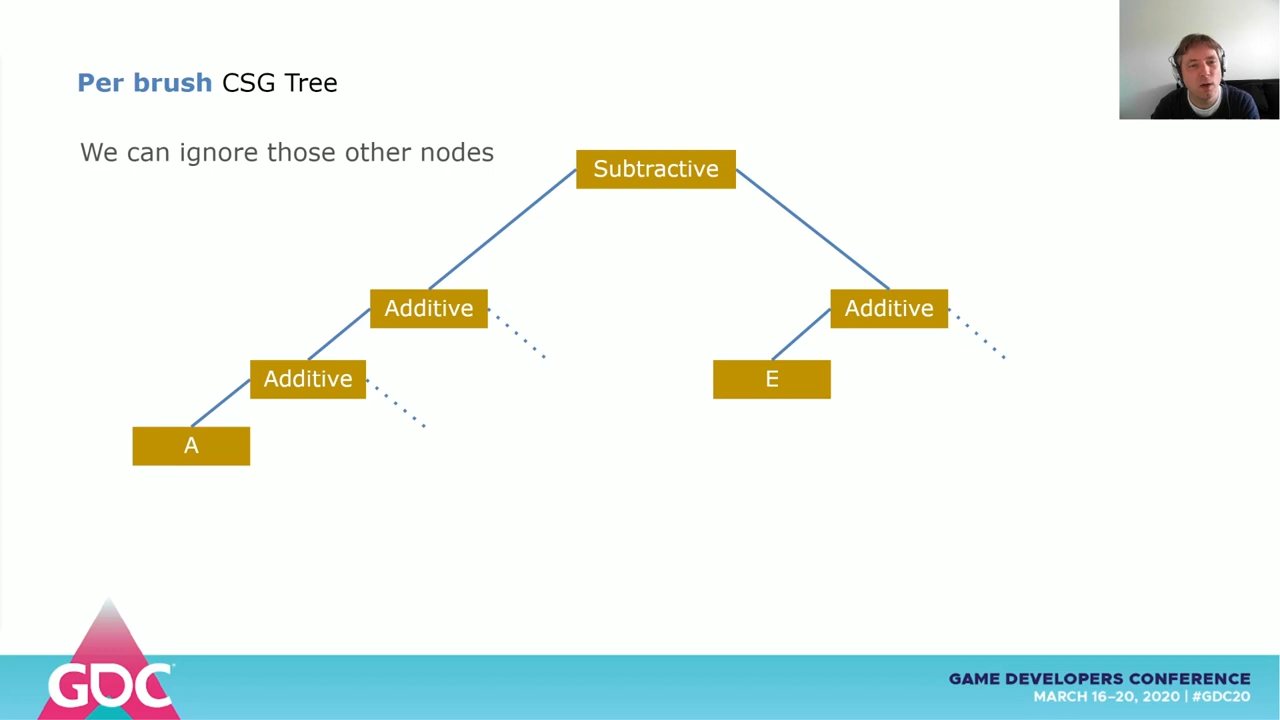 Per brush CSG Tree
We can ignore those other nodes
Subtractive
Additive
Additive
Additive
E
A
GDC
GAME DEVELOPERS CONFERENCE
MARCH 16–20, 2020 | #GDC20